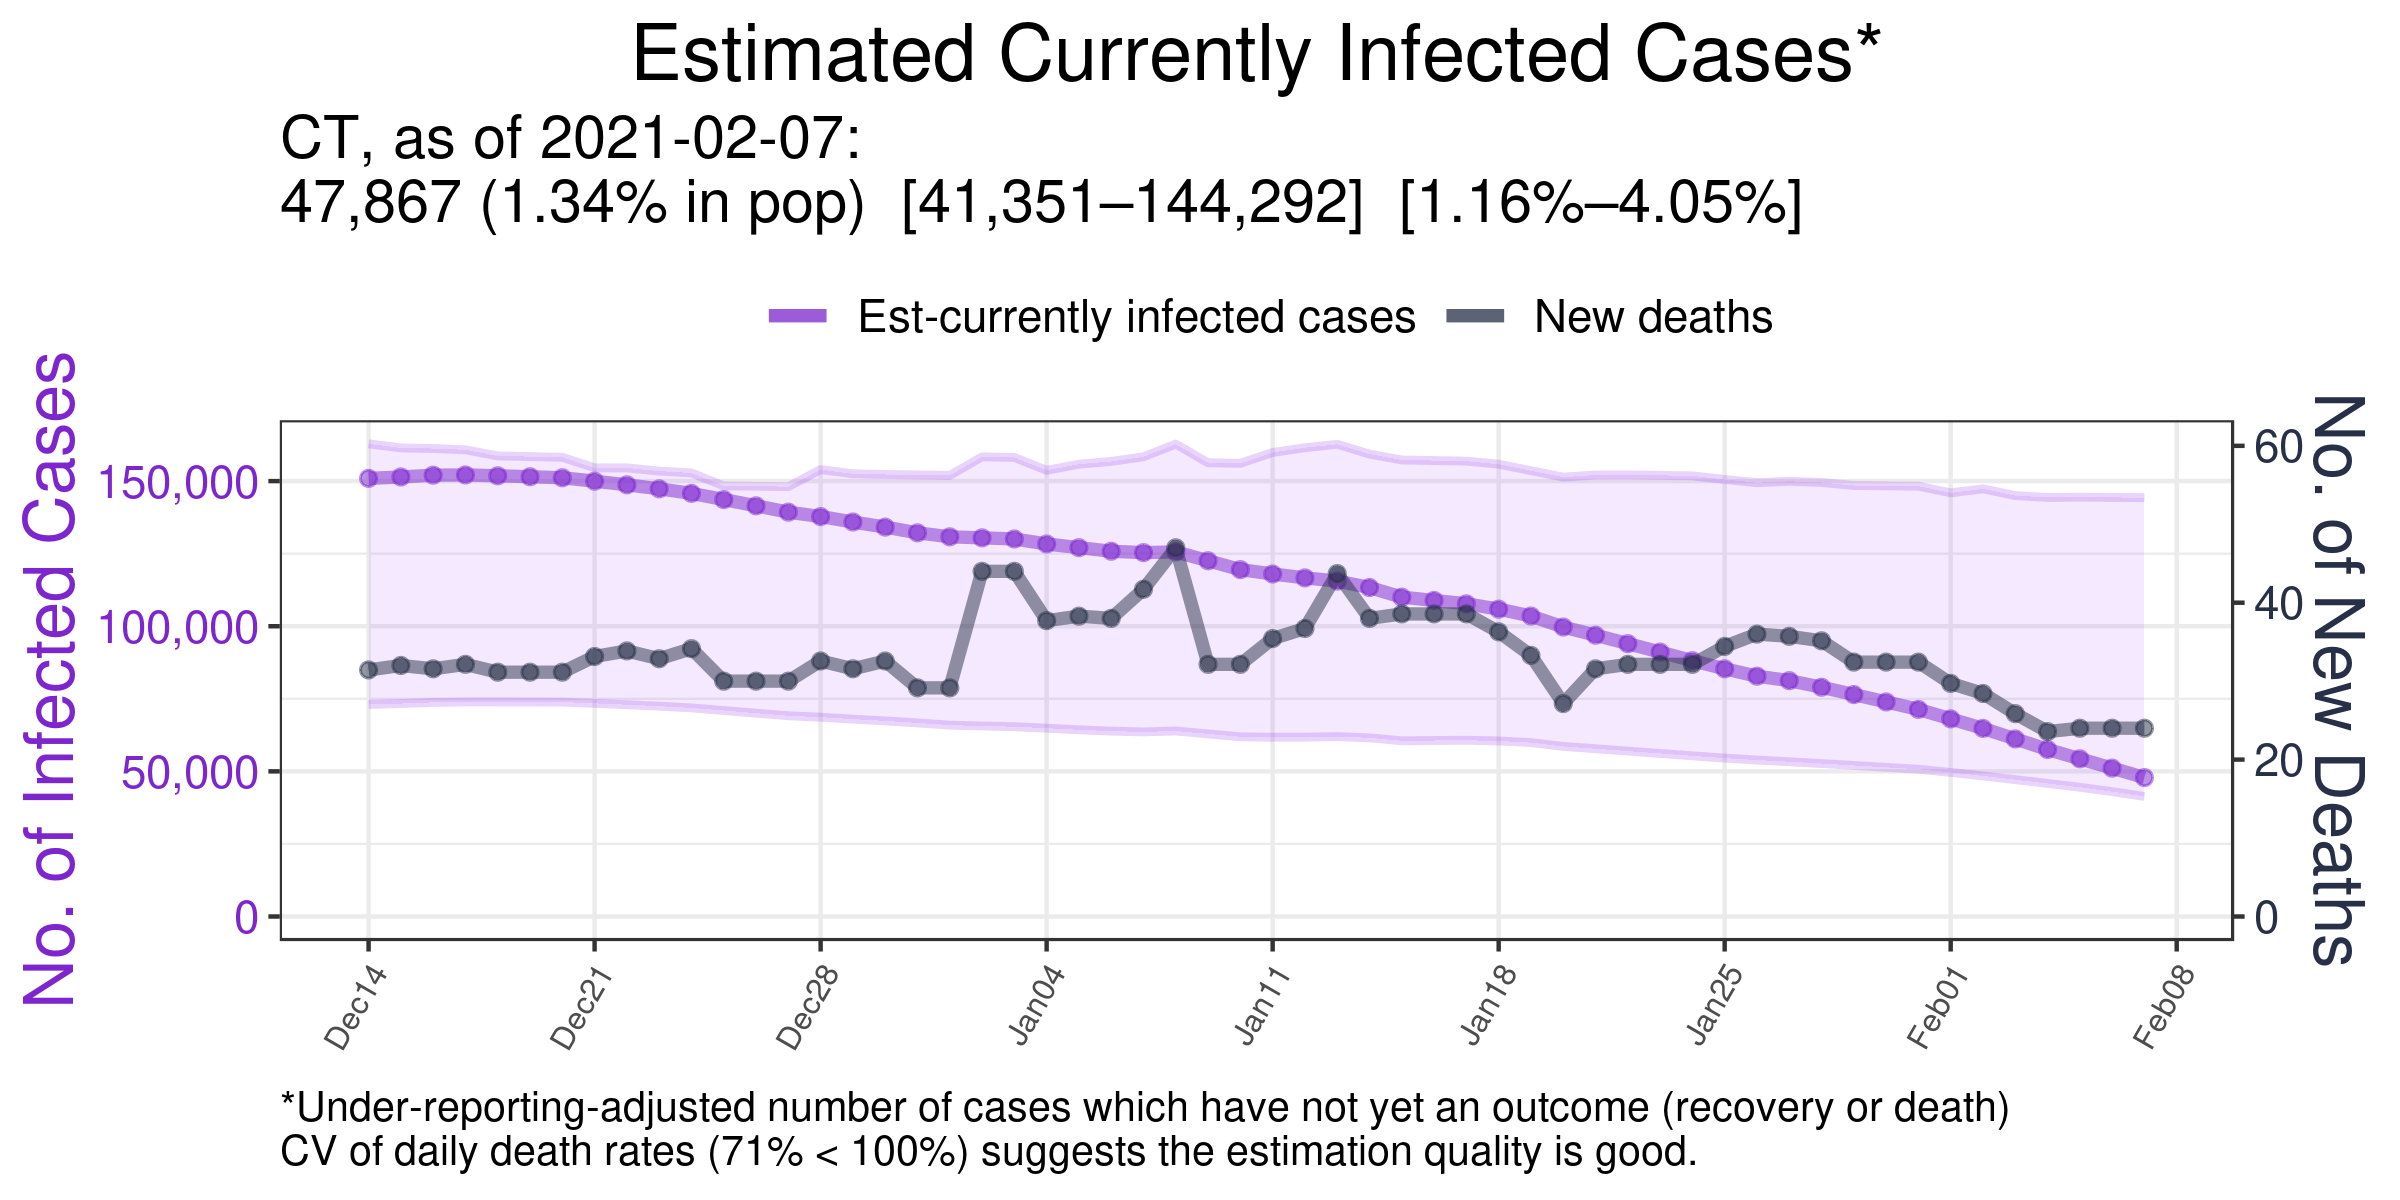 Estimated Currently Infected Cases*
CT, as of 2021-02-07:
47,867 (1.34% in pop)  [41,351–144,292]  [1.16%–4.05%]
Est-currently infected cases
New deaths
No. of Infected Cases
150,000
100,000
50,000
0
60
40
20
0
No. of New Deaths
Dec14
Dec21
Dec28
Jan04
Jan11
Jan18
Jan25
Feb01
Feb08
*Under-reporting-adjusted number of cases which have not yet an outcome (recovery or death)
CV of daily death rates (71% < 100%) suggests the estimation quality is good.